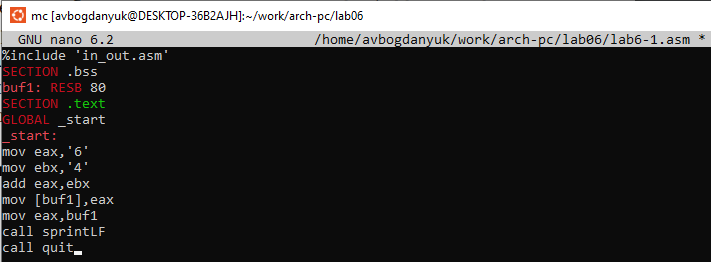 mc [avbogdanyuk@DESKTOP-36B2AJH]:~/work/arch-pc/lab06
GNU nano 6.2 /home/avbogdanyuk/work/arch-pc/lab06/lab6-1.asm *
%include 'in_out.asm'
SECTION .bss
buf1: RESB 80
SECTION .text
GLOBAL _start
_start:
mov eax,'6'
mov ebx,'4'
add eax,ebx
mov [buf1],eax
mov eax,buf1
call sprintLF
call quit